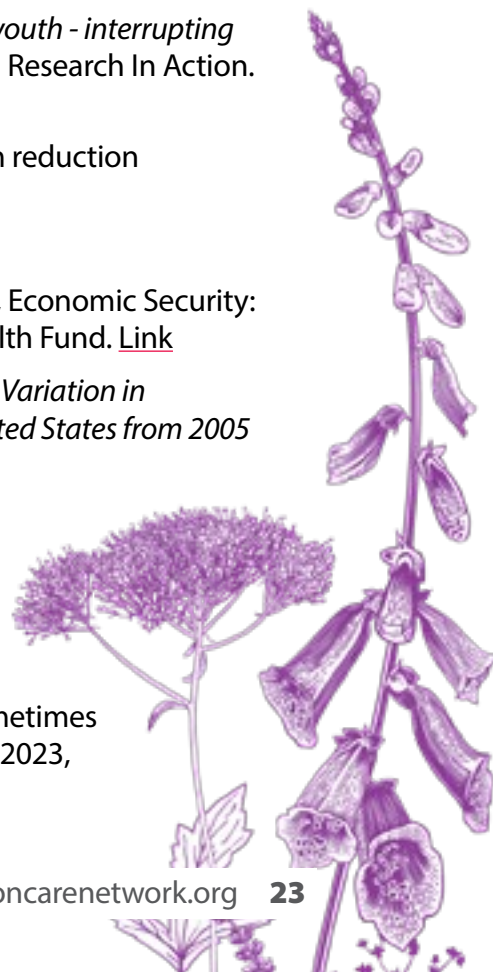 youth - interrupting
Research In Action.
reduction
Economic Security:
lth Fund. Link
Variation in
ted States from 2005
netimes
2023,
oncarenetwork.org 23